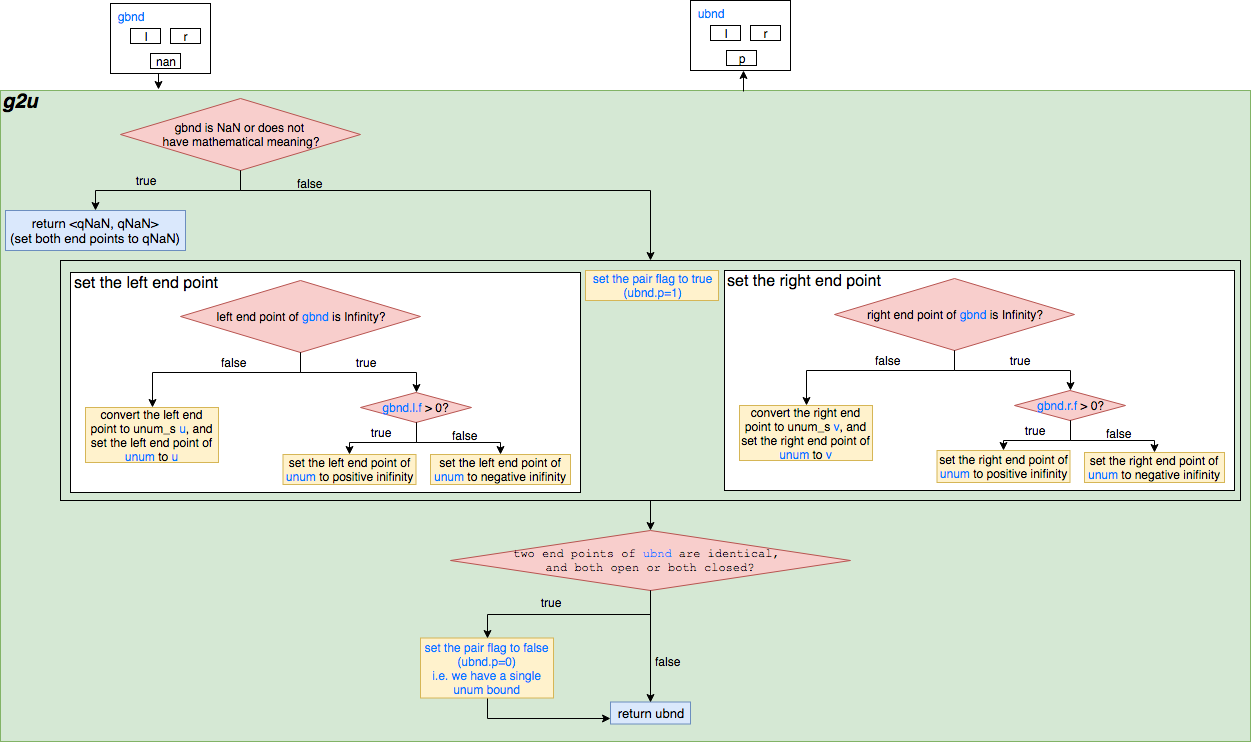 gbnd
l r
nan
ubnd
l r
p
g2u
gbnd is NaN or does not
have mathematical meaning?
true
false
return <qNaN, qNaN>
(set both end points to qNaN)
set the left end point
left end point of gbnd is Infinity?
false
true
convert the left end
point to unum_s u, and
set the left end point of
unum to u
gbnd.l.f > 0?
true
false
set the left end point of
unum to positive inifinity
set the left end point of
unum to negative inifinity
set the pair flag to true
(ubnd.p=1)
set the right end point
right end point of gbnd is Infinity?
false
true
convert the right end
point to unum_s v, and
set the right end point of
unum to v
gbnd.r.f > 0?
true
false
set the right end point of
unum to positive inifinity
set the right end point of
unum to negative inifinity
two end points of ubnd are identical,
and both open or both closed?
true
false
set the pair flag to false
(ubnd.p=0)
i.e. we have a single
unum bound
return ubnd